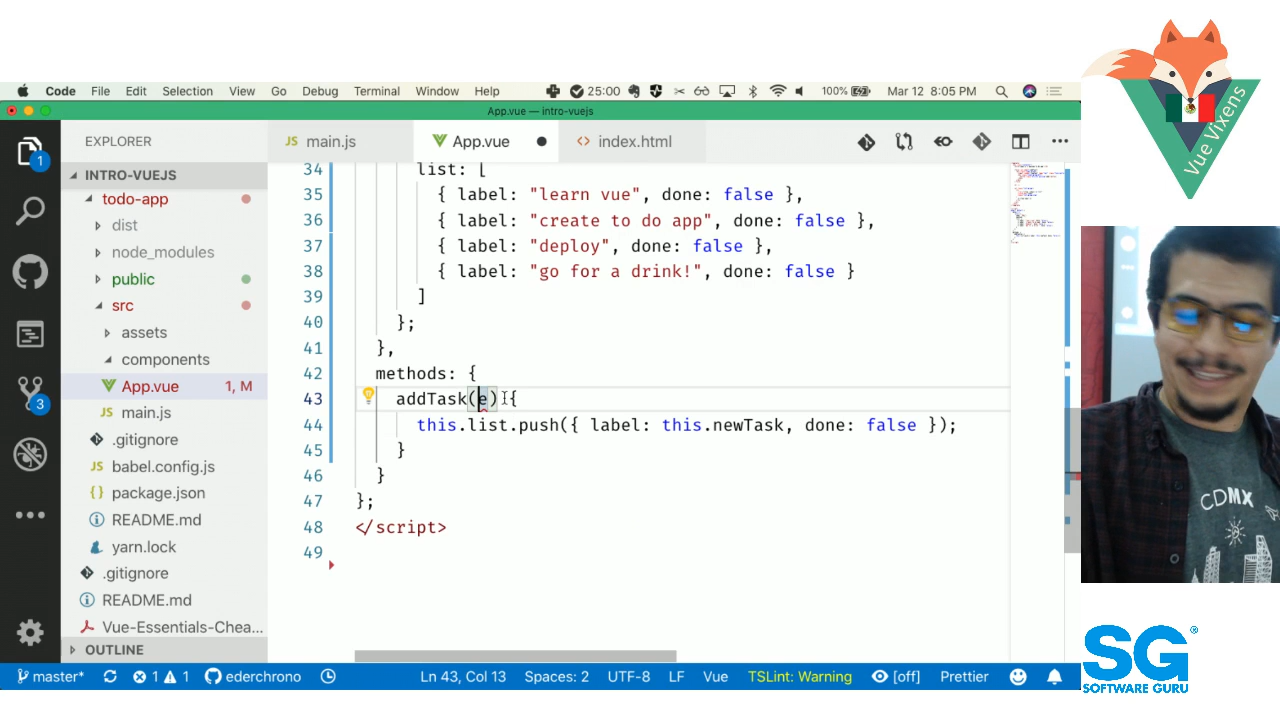 Code File Edit Selection View Go Debug Terminal Window Help 25:00 100% Mar 12 8:05 PM
App.vue — intro-vuejs
EXPLORER
JS main.js
App.vue
<> index.html
INTRO-VUEJS
todo-app
dist
node_modules
public
src
assets
components
App.vue 1, M
JS main.js
.gitignore
JS babel.config.js
{} package.json
README.md
yarn.lock
.gitignore
README.md
Vue-Essentials-Chea...
OUTLINE
1
3
34 list: [
35 { label: "learn vue", done: false },
36 { label: "create to do app", done: false },
37 { label: "deploy", done: false },
38 { label: "go for a drink!", done: false }
39 ]
40 };
41 },
42 methods: {
43 addTask(e) {
44 this.list.push({ label: this.newTask, done: false });
45 }
46 }
47 };
48 </script>
49
master* 1 1 ederchrono Ln 43, Col 13 Spaces: 2 UTF-8 LF Vue TSLint: Warning [off] Prettier
Vue Vixens
CDMX
SG®
SOFTWARE GURU